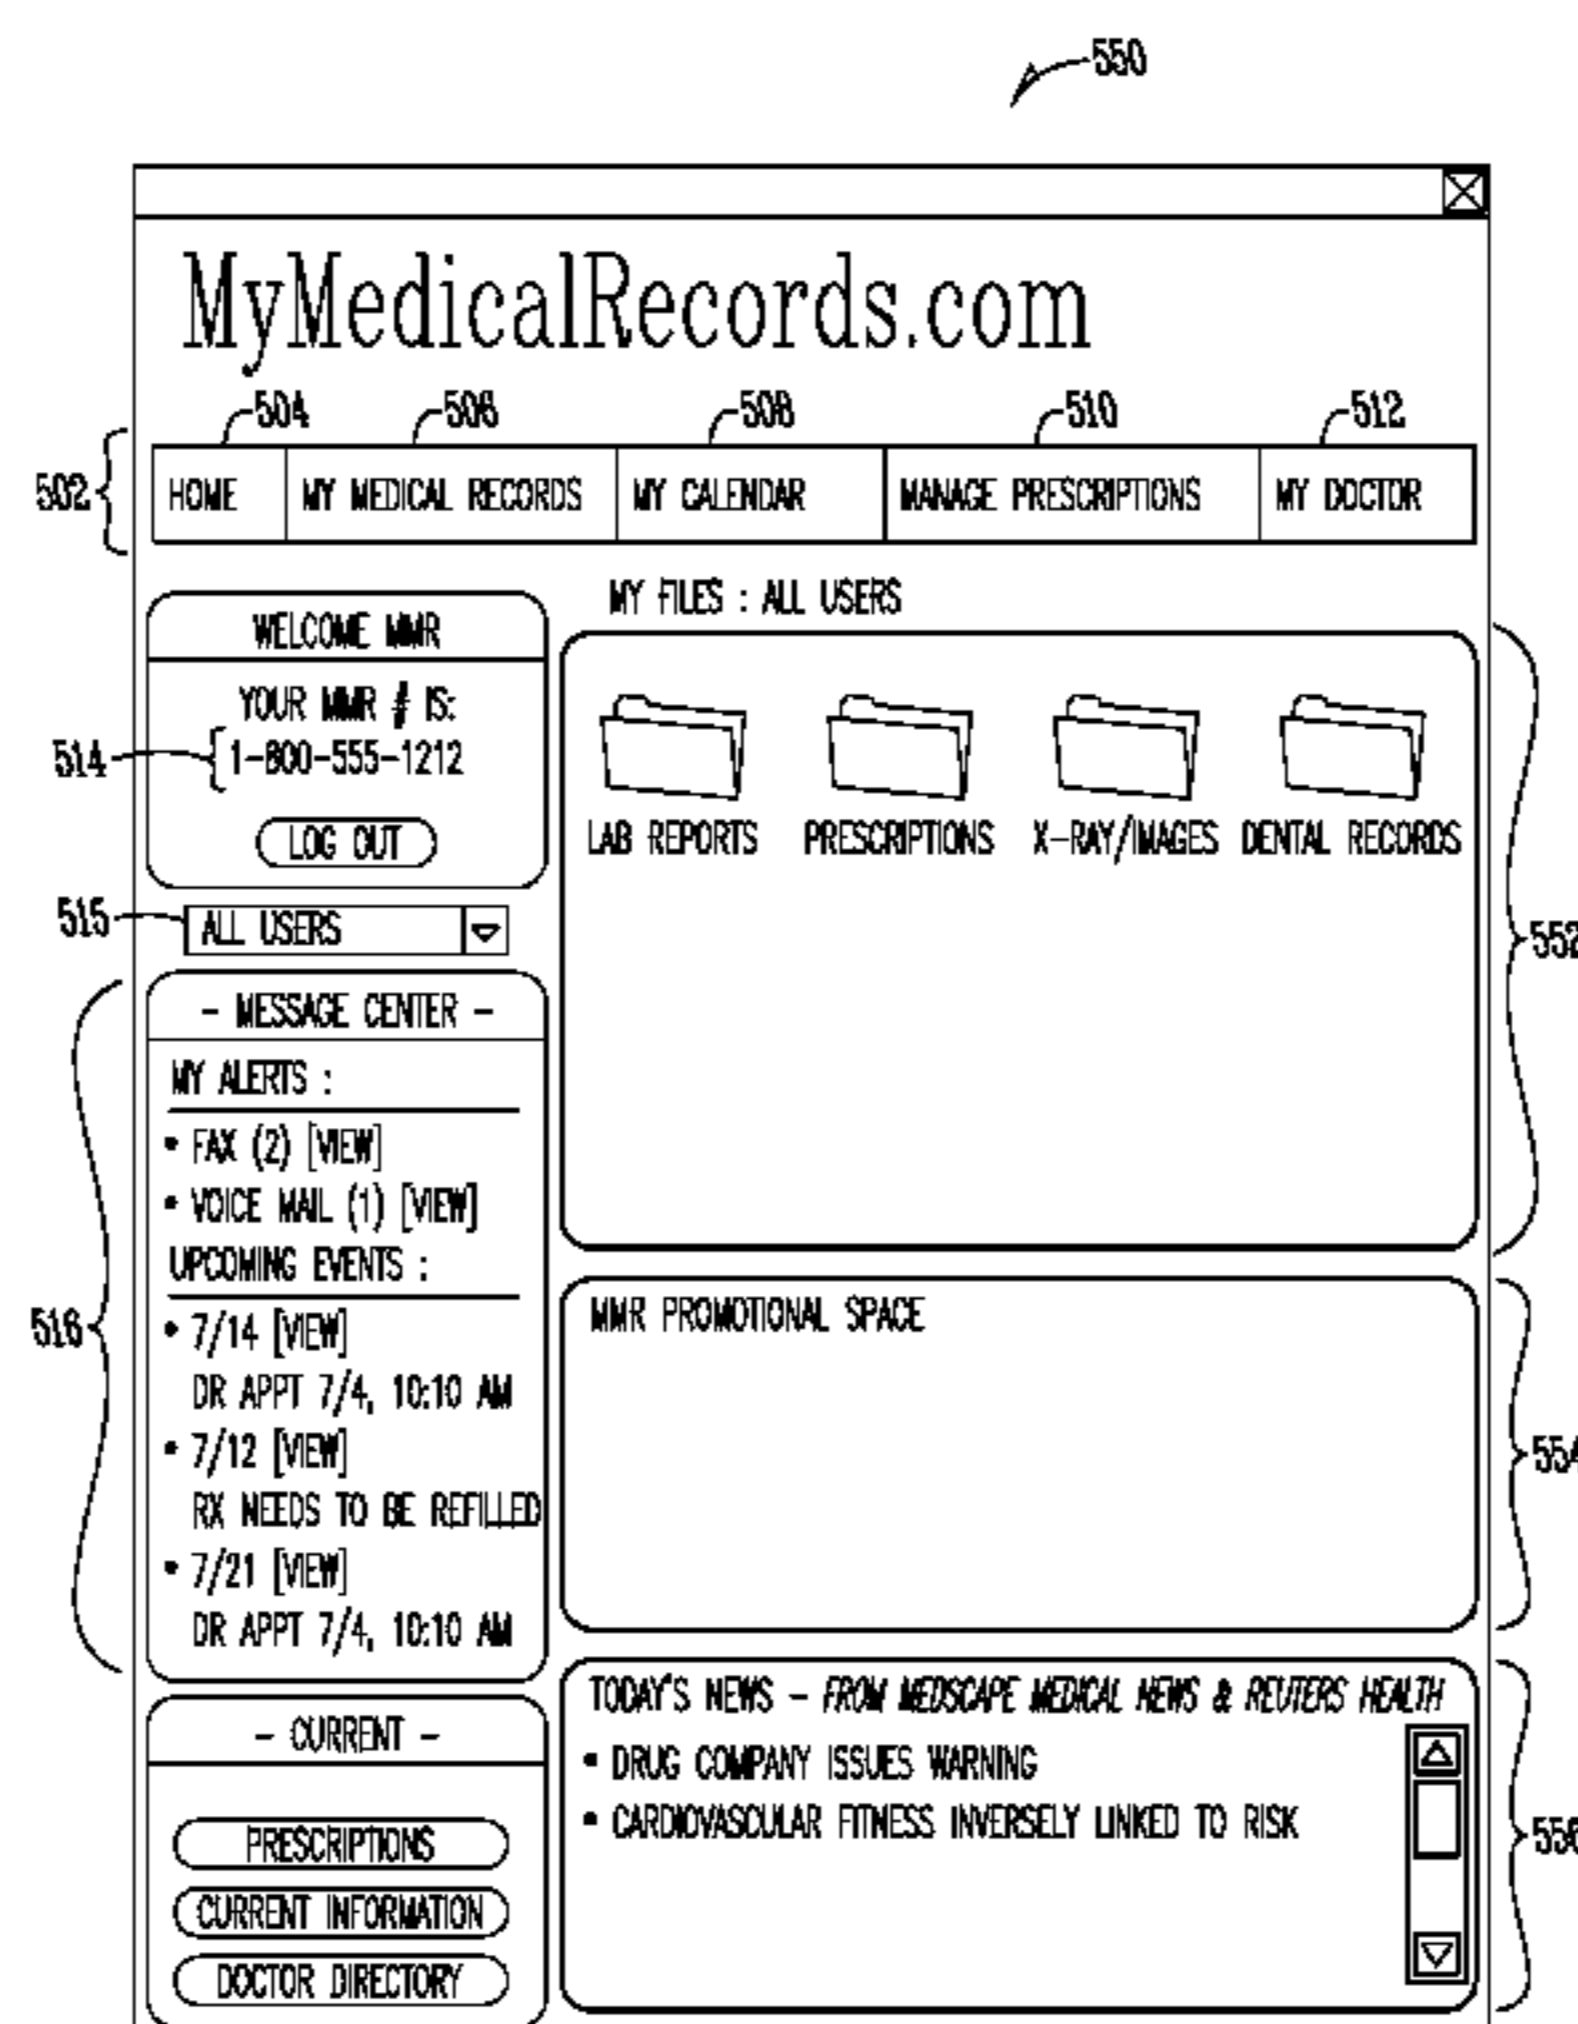 550
MyMedicalRecords.com
504 506 508 510 512
502
HOME MY MEDICAL RECORDS MY CALENDAR MANAGE PRESCRIPTIONS MY DOCTOR
WELCOME MMR
YOUR MMR # IS:
514
1-800-555-1212
LOG OUT
515
ALL USERS
- MESSAGE CENTER -
MY ALERTS :
• FAX (2) [VIEW]
• VOICE MAIL (1) [VIEW]
UPCOMING EVENTS :
516
• 7/14 [VIEW]
DR APPT 7/4, 10:10 AM
• 7/12 [VIEW]
RX NEEDS TO BE REFILLED
• 7/21 [VIEW]
DR APPT 7/4, 10:10 AM
- CURRENT -
PRESCRIPTIONS
CURRENT INFORMATION
DOCTOR DIRECTORY
MY FILES : ALL USERS
LAB REPORTS PRESCRIPTIONS X-RAY/IMAGES DENTAL RECORDS
552
MMR PROMOTIONAL SPACE
554
TODAY'S NEWS - FROM MEDSCAPE MEDICAL NEWS & REUTERS HEALTH
• DRUG COMPANY ISSUES WARNING
• CARDIOVASCULAR FITNESS INVERSELY LINKED TO RISK
556